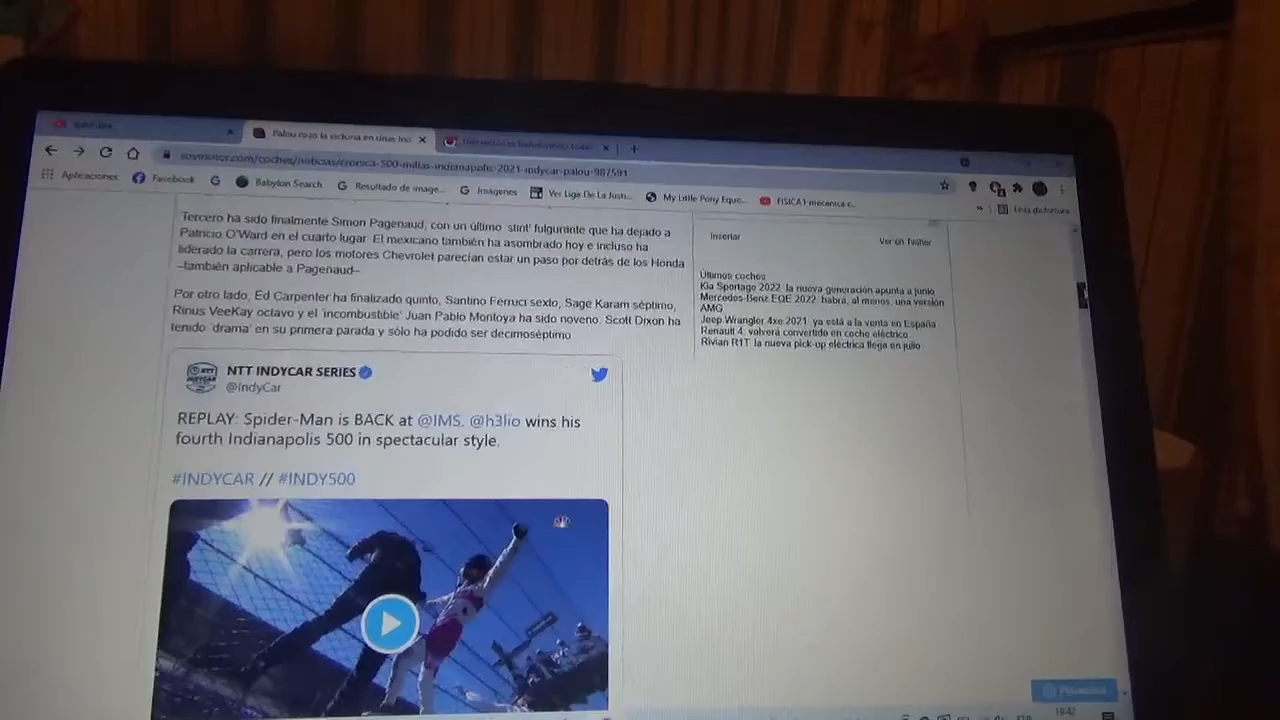 Palou roza la victoria en unas Ind
soymotor.com/coches/noticias/cronica-500-millas-indianapolis-2021-indycar-palou-987591
Aplicaciones
Facebook
Babylon Search
Resultado de image...
Imágenes
Ver Liga De La Justi...
My Little Pony Eque...
FISICA I mecanica c...
Lista de lectura
Tercero ha sido finalmente Simon Pagenaud, con un último 'stint' fulgurante que ha dejado a
Patricio O'Ward en el cuarto lugar. El mexicano también ha asombrado hoy e incluso ha
liderado la carrera, pero los motores Chevrolet parecían estar un paso por detrás de los Honda
–también aplicable a Pagenaud–
Por otro lado, Ed Carpenter ha finalizado quinto, Santino Ferruci sexto, Sage Karam séptimo,
Rinus VeeKay octavo y el 'incombustible' Juan Pablo Montoya ha sido noveno. Scott Dixon ha
tenido 'drama' en su primera parada y sólo ha podido ser decimoséptimo
NTT INDYCAR SERIES
@IndyCar
REPLAY: Spider-Man is BACK at @IMS. @h3lio wins his
fourth Indianapolis 500 in spectacular style.
#INDYCAR // #INDY500
Insertar
Ver en Twitter
Últimos coches
Kia Sportage 2022: la nueva generación apunta a junio
Mercedes-Benz EQE 2022: habrá, al menos, una versión
AMG
Jeep Wrangler 4xe 2021: ya está a la venta en España
Renault 4: volverá convertido en coche eléctrico
Rivian R1T: la nueva pick-up eléctrica llega en julio
Privacidad
19:42